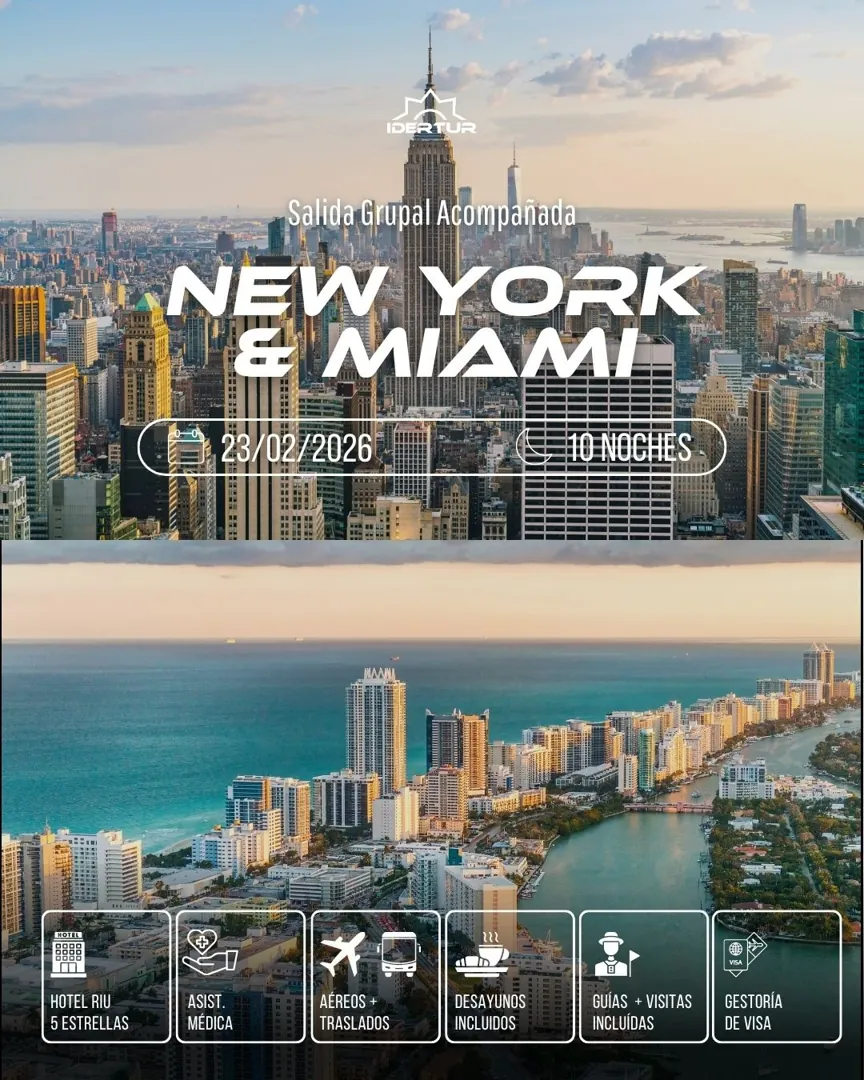 IDERTUR
Salida Grupal Acompañada
NEW YORK
& MIAMI
23/02/2026 10 NOCHES
HOTEL
HOTEL RIU
5 ESTRELLAS
ASIST.
MÉDICA
AÉREOS +
TRASLADOS
DESAYUNOS
INCLUIDOS
GUÍAS + VISITAS
INCLUÍDAS
VISA
GESTORÍA
DE VISA